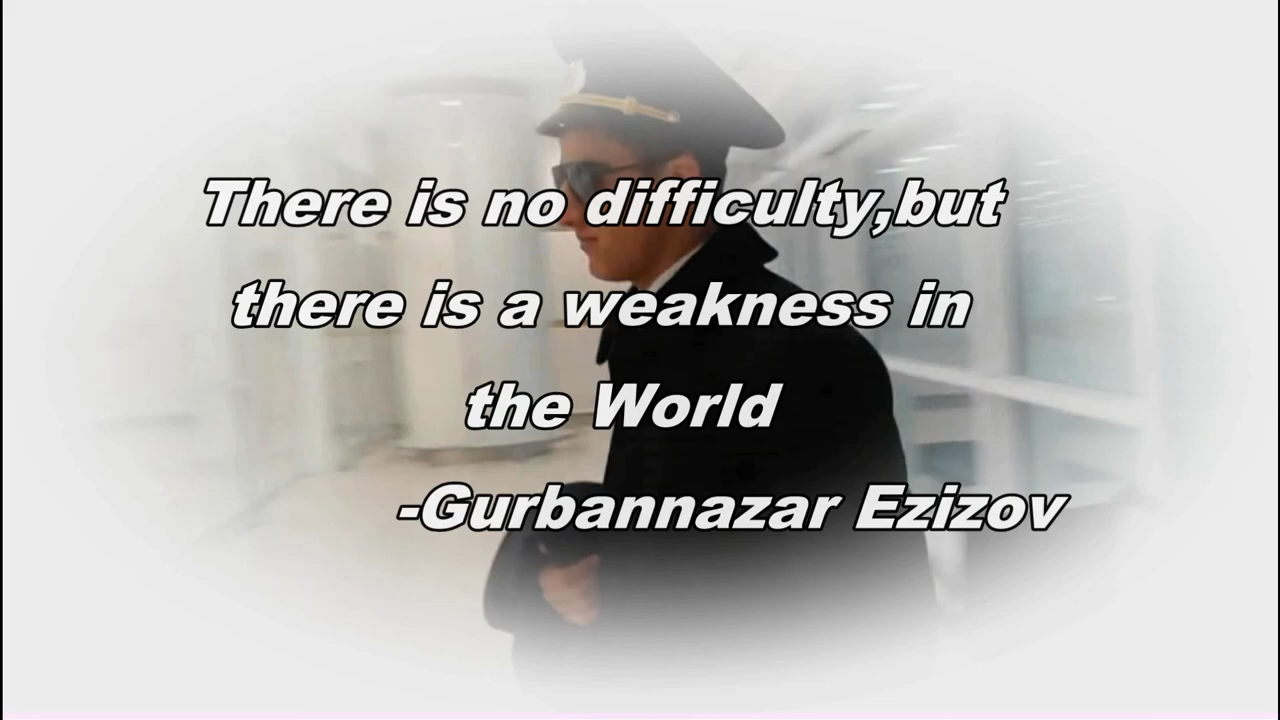 There is no difficulty,but
there is a weakness in
the World
-Gurbannazar Ezizov